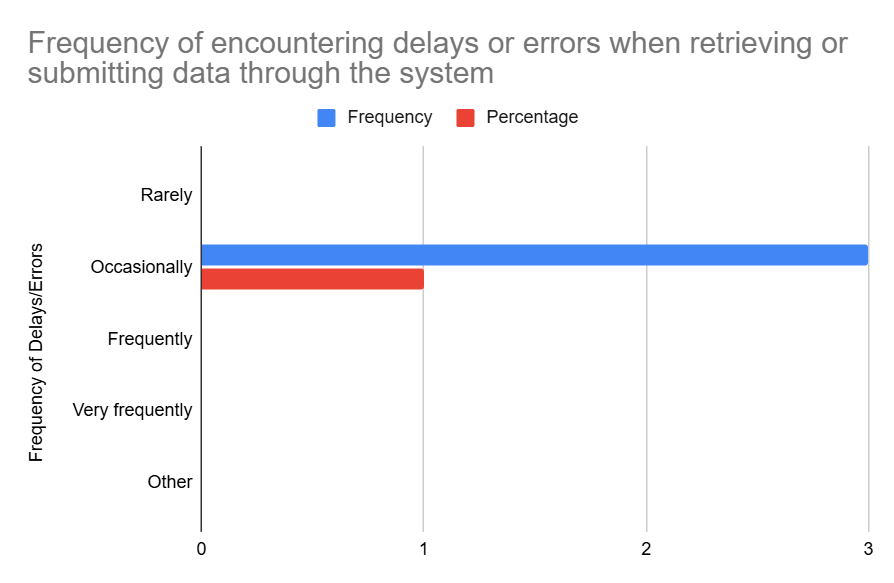 Frequency of encountering delays or errors when retrieving or
submitting data through the system
Frequency
Percentage
Frequency of Delays/Errors
Rarely
Occasionally
Frequently
Very frequently
Other
0
1
2
3